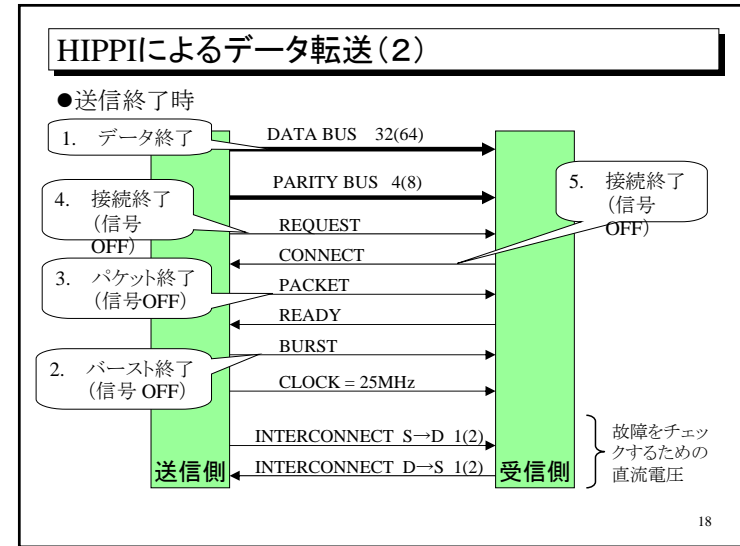 HIPPIによるデータ転送（２）
●送信終了時
1. データ終了
DATA BUS 32(64)
PARITY BUS 4(8)
4. 接続終了
(信号
OFF)
5. 接続終了
(信号
OFF)
REQUEST
CONNECT
3. パケット終了
(信号OFF)
PACKET
READY
2. バースト終了
(信号 OFF)
BURST
CLOCK = 25MHz
INTERCONNECT S→D 1(2)
INTERCONNECT D→S 1(2)
送信側
受信側
故障をチェッ
クするための
直流電圧
18